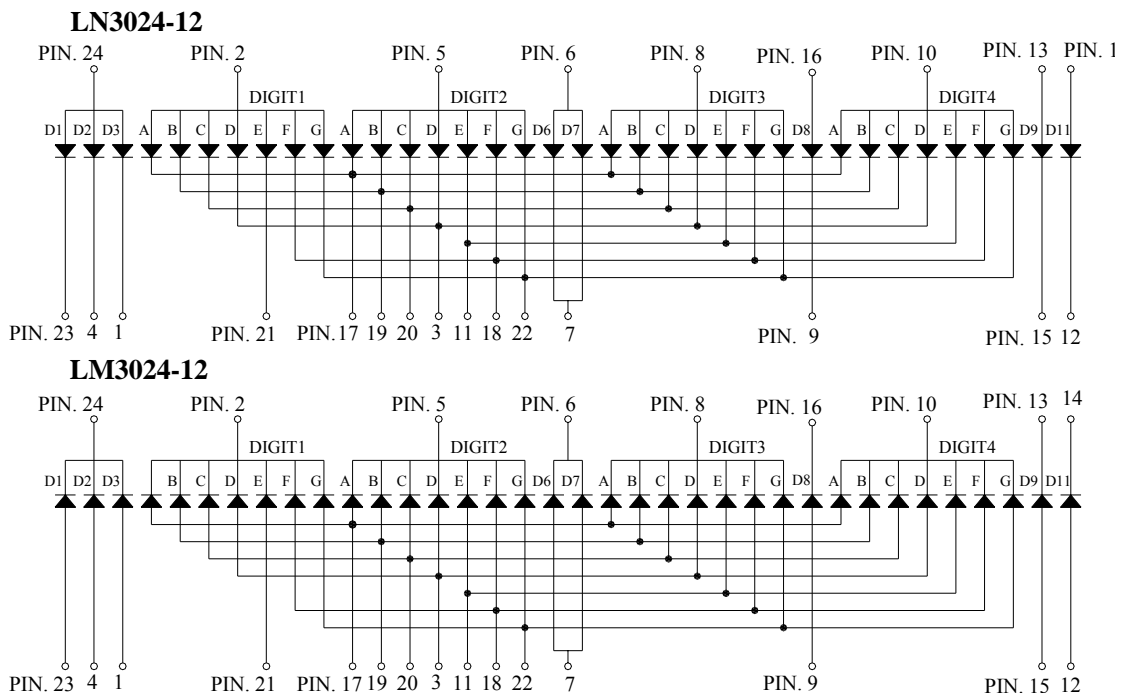 LN3024-12
PIN. 24 PIN. 2 PIN. 5 PIN. 6 PIN. 8 PIN. 16 PIN. 10 PIN. 13 PIN. 1
DIGIT1 DIGIT2 DIGIT3 DIGIT4
D1 D2 D3 A B C D E F G A B C D E F G D6 D7 A B C D E F G D8 A B C D E F G D9 D11
PIN. 23 4 1 PIN. 21 PIN. 17 19 20 3 11 18 22 7 PIN. 9 PIN. 15 12
LM3024-12
PIN. 24 PIN. 2 PIN. 5 PIN. 6 PIN. 8 PIN. 16 PIN. 10 PIN. 13 14
DIGIT1 DIGIT2 DIGIT3 DIGIT4
D1 D2 D3 B C D E F G A B C D E F G D6 D7 A B C D E F G D8 A B C D E F G D9 D11
PIN. 23 4 1 PIN. 21 PIN. 17 19 20 3 11 18 22 7 PIN. 9 PIN. 15 12